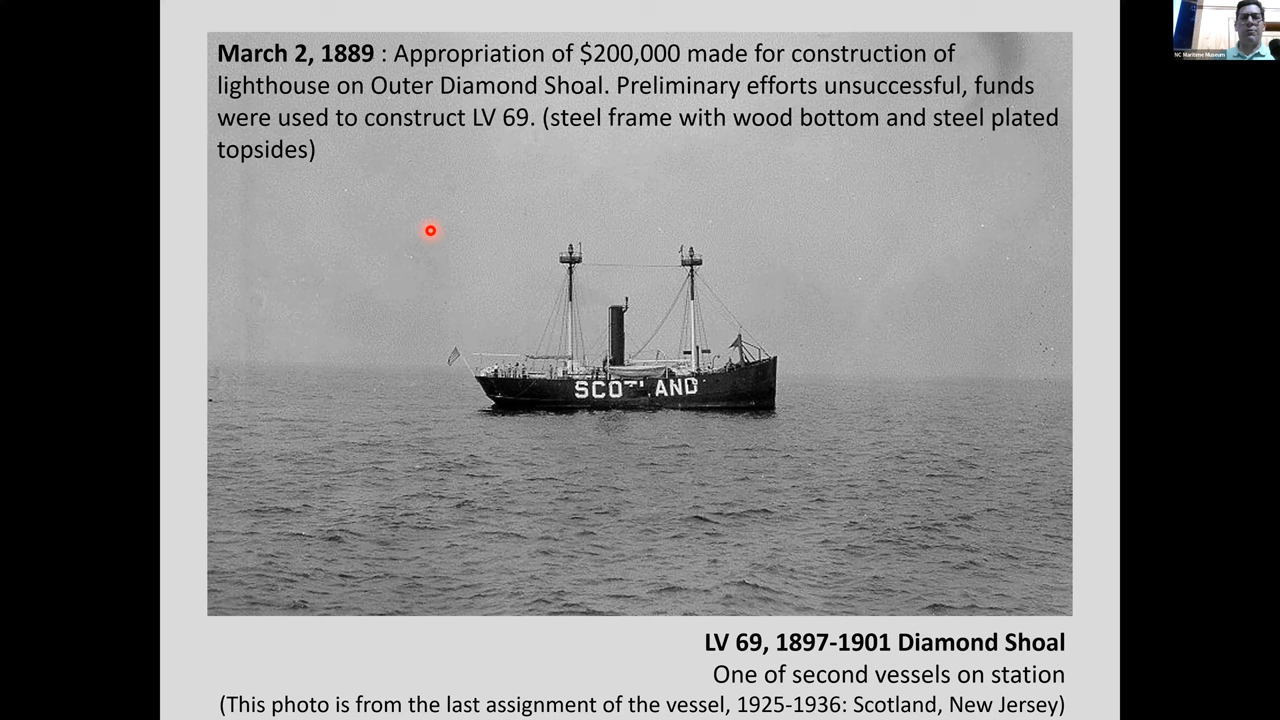 March 2, 1889 : Appropriation of $200,000 made for construction of
lighthouse on Outer Diamond Shoal. Preliminary efforts unsuccessful, funds
were used to construct LV 69. (steel frame with wood bottom and steel plated
topsides)
SCOTLAND
LV 69, 1897-1901 Diamond Shoal
One of second vessels on station
(This photo is from the last assignment of the vessel, 1925-1936: Scotland, New Jersey)
NC Maritime Museum